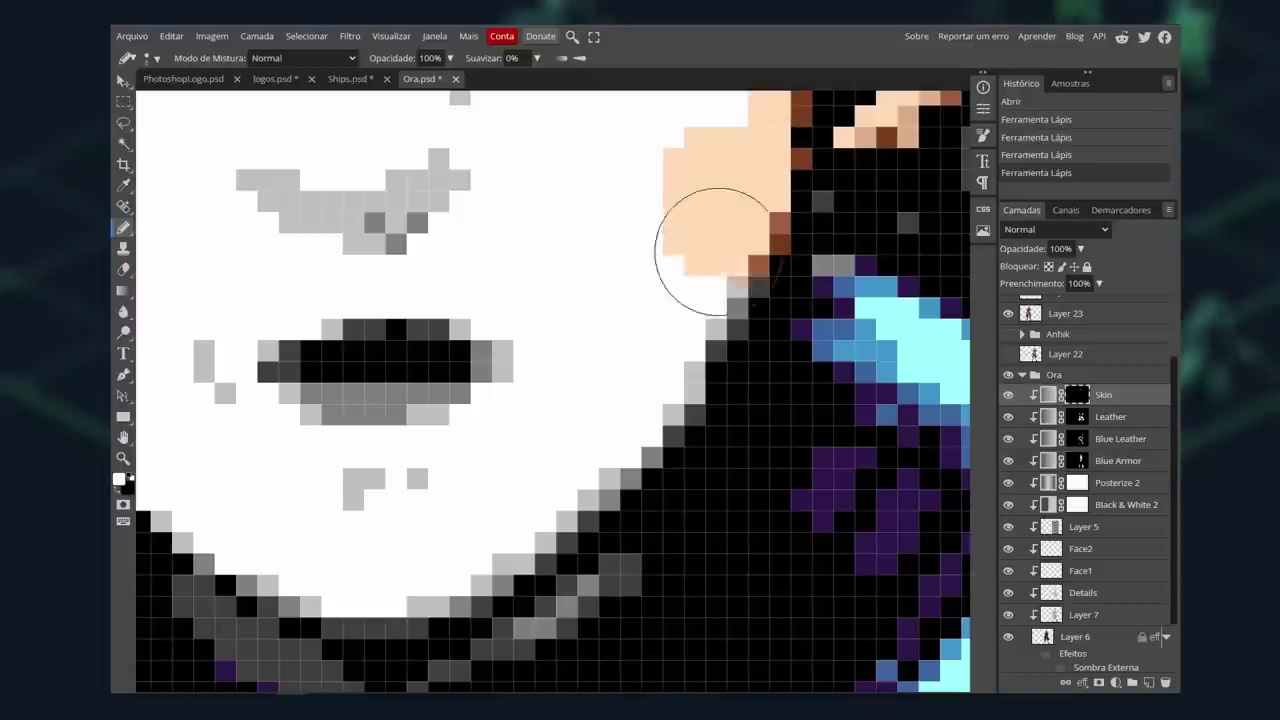 Arquivo Editar Imagem Camada Selecionar Filtro Visualizar Janela Mais Conta Donate Sobre Reportar um erro Aprender Blog API
Modo de Mistura: Normal Opacidade: 100% Suavizar: 0%
PhotoshopLogo.psd logos.psd * Ships.psd * Ora.psd *
Histórico Amostras
Abrir
Ferramenta Lápis
Ferramenta Lápis
Ferramenta Lápis
Ferramenta Lápis
Camadas Canais Demarcadores
Normal
Opacidade: 100%
Bloquear:
Preenchimento: 100%
Layer 23
Anhik
Layer 22
Ora
Skin
Leather
Blue Leather
Blue Armor
Posterize 2
Black & White 2
Layer 5
Face2
Face1
Details
Layer 7
Layer 6 eff
Efeitos
Sombra Externa
eff
CSS